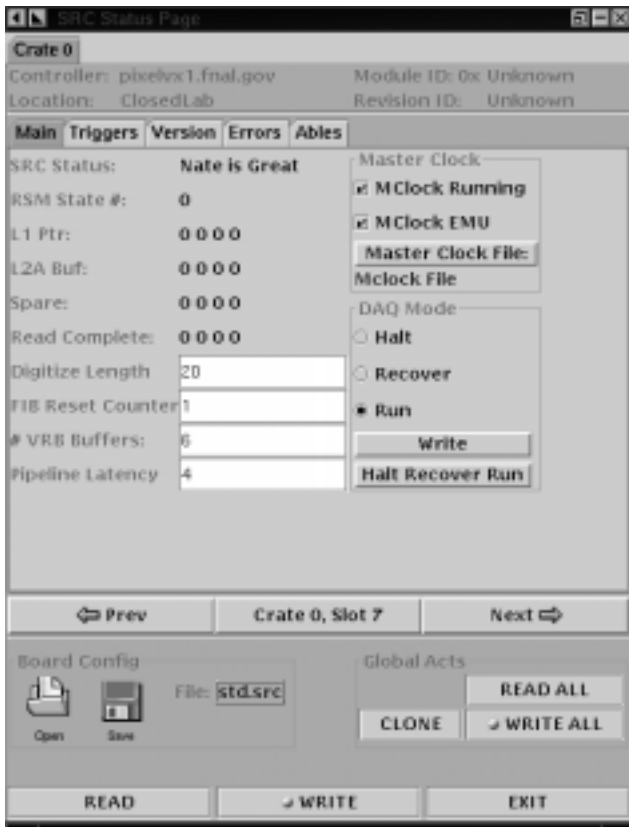 SRC Status Page
Crate 0
Controller: pixelvx1.fnal.gov Module ID: 0x Unknown
Location: ClosedLab Revision ID: Unknown
Main Triggers Version Errors Ables
SRC Status: Nate is Great
RSM State #: 0
L1 Ptr: 0 0 0 0
L2A Buf: 0 0 0 0
Spare: 0 0 0 0
Read Complete: 0 0 0 0
Digitize Length 20
FIB Reset Counter 1
# VRB Buffers: 6
Pipeline Latency 4
Master Clock
MClock Running
MClock EMU
Master Clock File:
Mclock File
DAQ Mode
Halt
Recover
Run
Write
Halt Recover Run
Prev Crate 0, Slot 7 Next
Board Config
Open Save File: std.src
Global Acts
READ ALL
CLONE WRITE ALL
READ WRITE EXIT